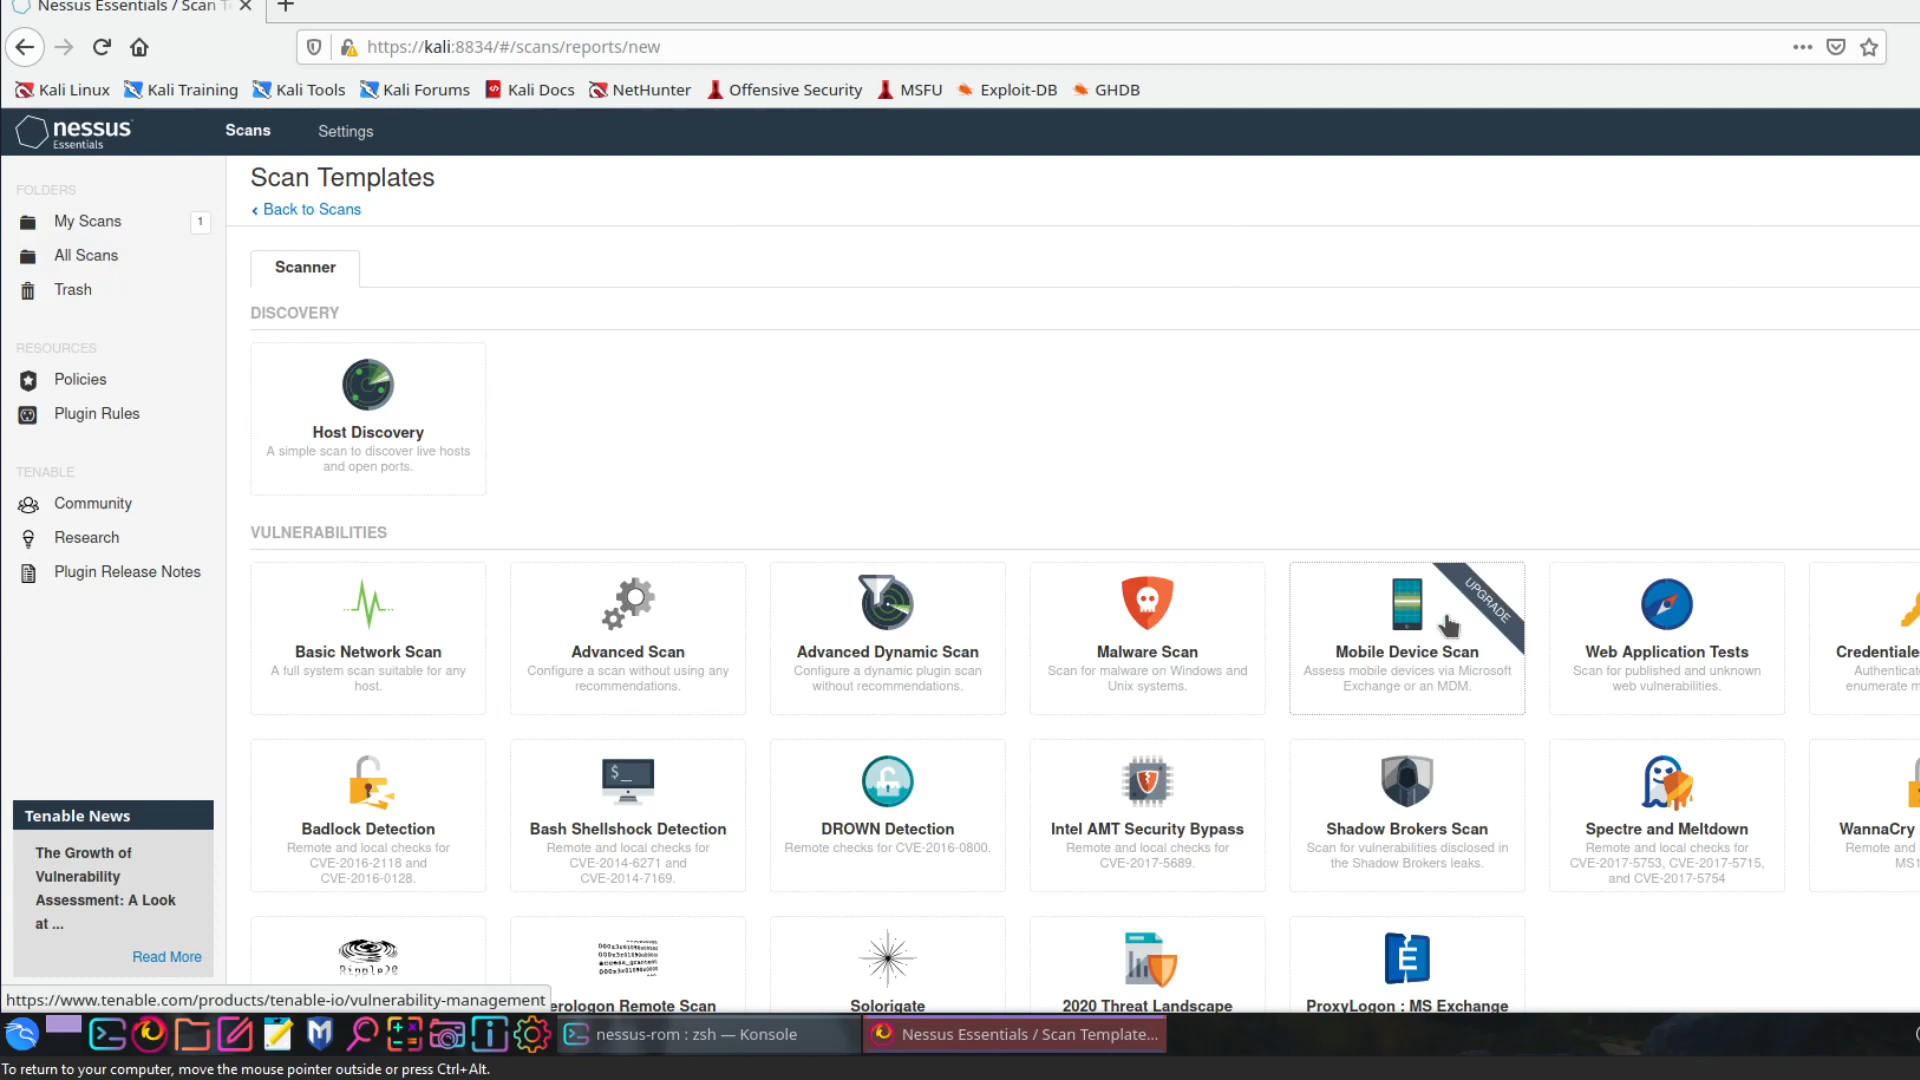 Nessus Essentials / Scan T
https://kali:8834/#/scans/reports/new
Kali Linux Kali Training Kali Tools Kali Forums Kali Docs NetHunter Offensive Security MSFU Exploit-DB GHDB
nessus
Essentials
Scans Settings
FOLDERS
My Scans 1
All Scans
Trash
RESOURCES
Policies
Plugin Rules
TENABLE
Community
Research
Plugin Release Notes
Tenable News
The Growth of
Vulnerability
Assessment: A Look
at ...
Read More
Scan Templates
‹ Back to Scans
Scanner
DISCOVERY
Host Discovery
A simple scan to discover live hosts
and open ports.
VULNERABILITIES
Basic Network Scan
A full system scan suitable for any
host.
Advanced Scan
Configure a scan without using any
recommendations.
Advanced Dynamic Scan
Configure a dynamic plugin scan
without recommendations.
Malware Scan
Scan for malware on Windows and
Unix systems.
UPGRADE
Mobile Device Scan
Assess mobile devices via Microsoft
Exchange or an MDM.
Web Application Tests
Scan for published and unknown
web vulnerabilities.
Credentiale
Authenticat
enumerate m
Badlock Detection
Remote and local checks for
CVE-2016-2118 and
CVE-2016-0128.
$_
Bash Shellshock Detection
Remote and local checks for
CVE-2014-6271 and
CVE-2014-7169.
DROWN Detection
Remote checks for CVE-2016-0800.
Intel AMT Security Bypass
Remote and local checks for
CVE-2017-5689.
Shadow Brokers Scan
Scan for vulnerabilities disclosed in
the Shadow Brokers leaks.
Spectre and Meltdown
Remote and local checks for
CVE-2017-5753, CVE-2017-5715,
and CVE-2017-5754
WannaCry
Remote and
MS1
Ripple20
erologon Remote Scan
Solorigate
2020 Threat Landscape
E
ProxyLogon : MS Exchange
https://www.tenable.com/products/tenable-io/vulnerability-management
nessus-rom : zsh — Konsole
Nessus Essentials / Scan Template...
To return to your computer, move the mouse pointer outside or press Ctrl+Alt.